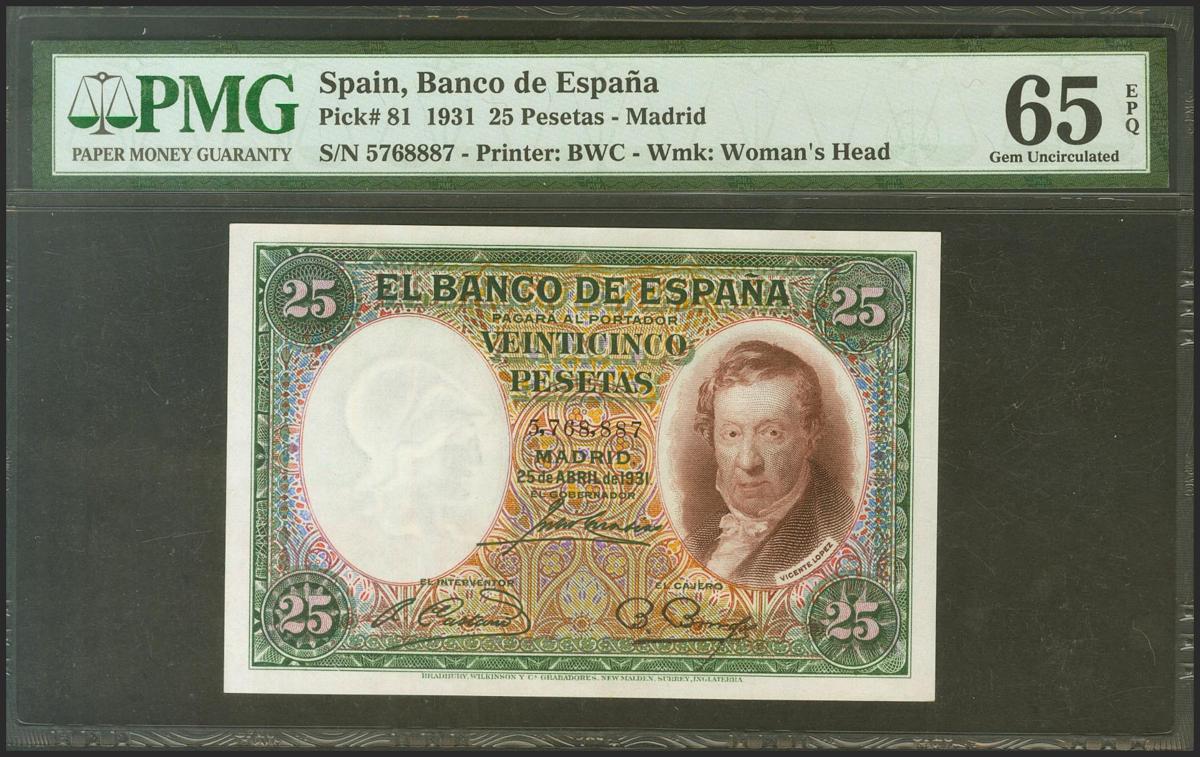 PMG
PAPER MONEY GUARANTY
Spain, Banco de España
Pick# 81 1931 25 Pesetas - Madrid
S/N 5768887 - Printer: BWC - Wmk: Woman's Head
65
EPQ
Gem Uncirculated
25
EL BANCO DE ESPAÑA
25
PAGARÁ AL PORTADOR
VEINTICINCO
PESETAS
5,768,887
MADRID,
25 de ABRIL de 1931
EL GOBERNADOR
VICENTE LOPEZ
EL INTERVENTOR
EL CAJERO
25
25
BRADBURY, WILKINSON Y Cª GRABADORES, NEW MALDEN, SURREY, INGLATERRA